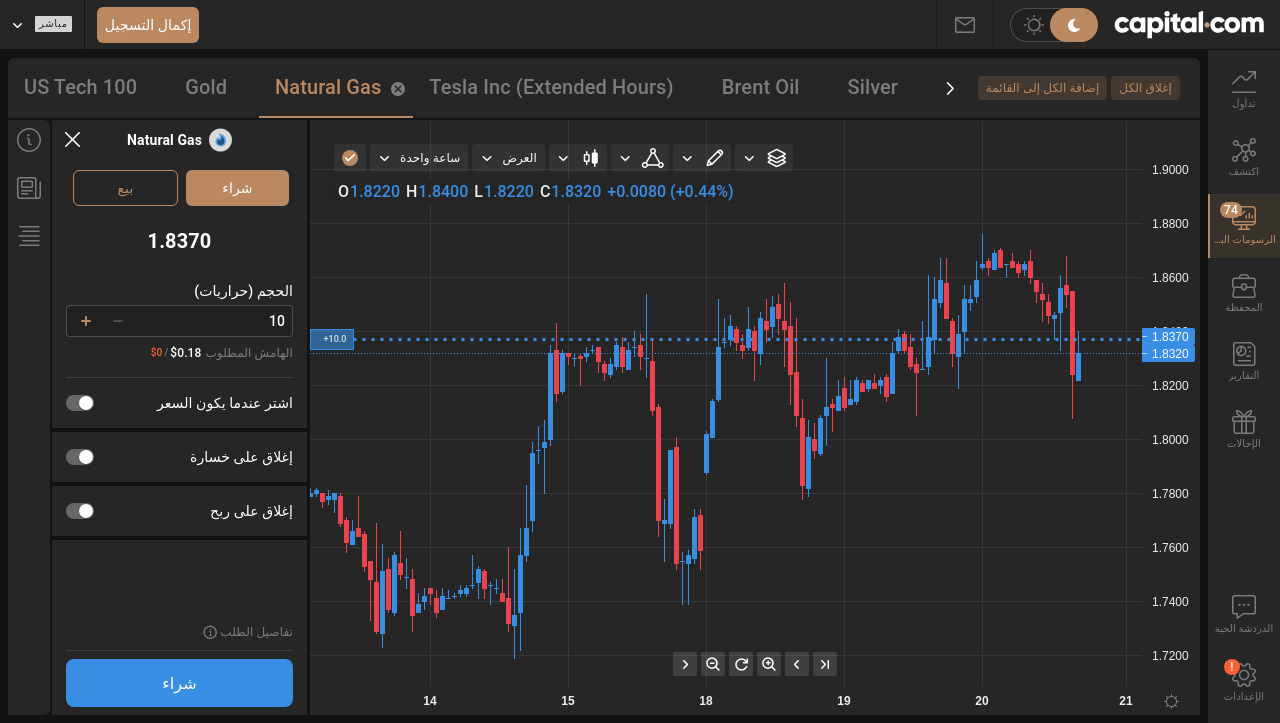 capital.com
إكمال التسجيل
مباشر
US Tech 100
Gold
Natural Gas
Tesla Inc (Extended Hours)
Brent Oil
Silver
إضافة الكل إلى القائمة
إغلاق الكل
تداول
اكتشف
74
الرسومات الب...
المحفظة
التقارير
الإحالات
الدردشة الحية
!
الإعدادات
Natural Gas
شراء
بيع
1.8370
الحجم (حراريات)
10
+
−
الهامش المطلوب $0.18 / $0
اشتر عندما يكون السعر
إغلاق على خسارة
إغلاق على ربح
تفاصيل الطلب
شراء
ساعة واحدة
العرض
O1.8220 H1.8400 L1.8220 C1.8320 +0.0080 (+0.44%)
+10.0
1.9000
1.8800
1.8600
1.8370
1.8320
1.8200
1.8000
1.7800
1.7600
1.7400
1.7200
14
15
18
19
20
21